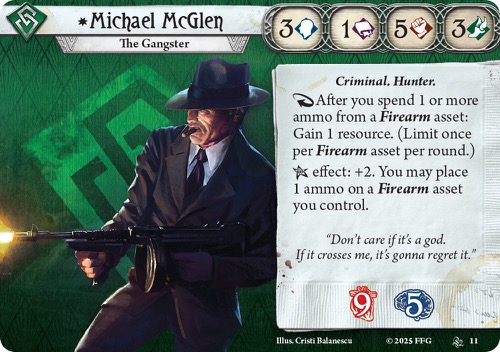 Michael McGlen
The Gangster
3 1 5 3
Criminal. Hunter.
After you spend 1 or more
ammo from a Firearm asset:
Gain 1 resource. (Limit once
per Firearm asset per round.)
effect: +2. You may place
1 ammo on a Firearm asset
you control.
“Don’t care if it’s a god.
If it crosses me, it’s gonna regret it.”
9 5
Illus. Cristi Balanescu
© 2025 FFG 11